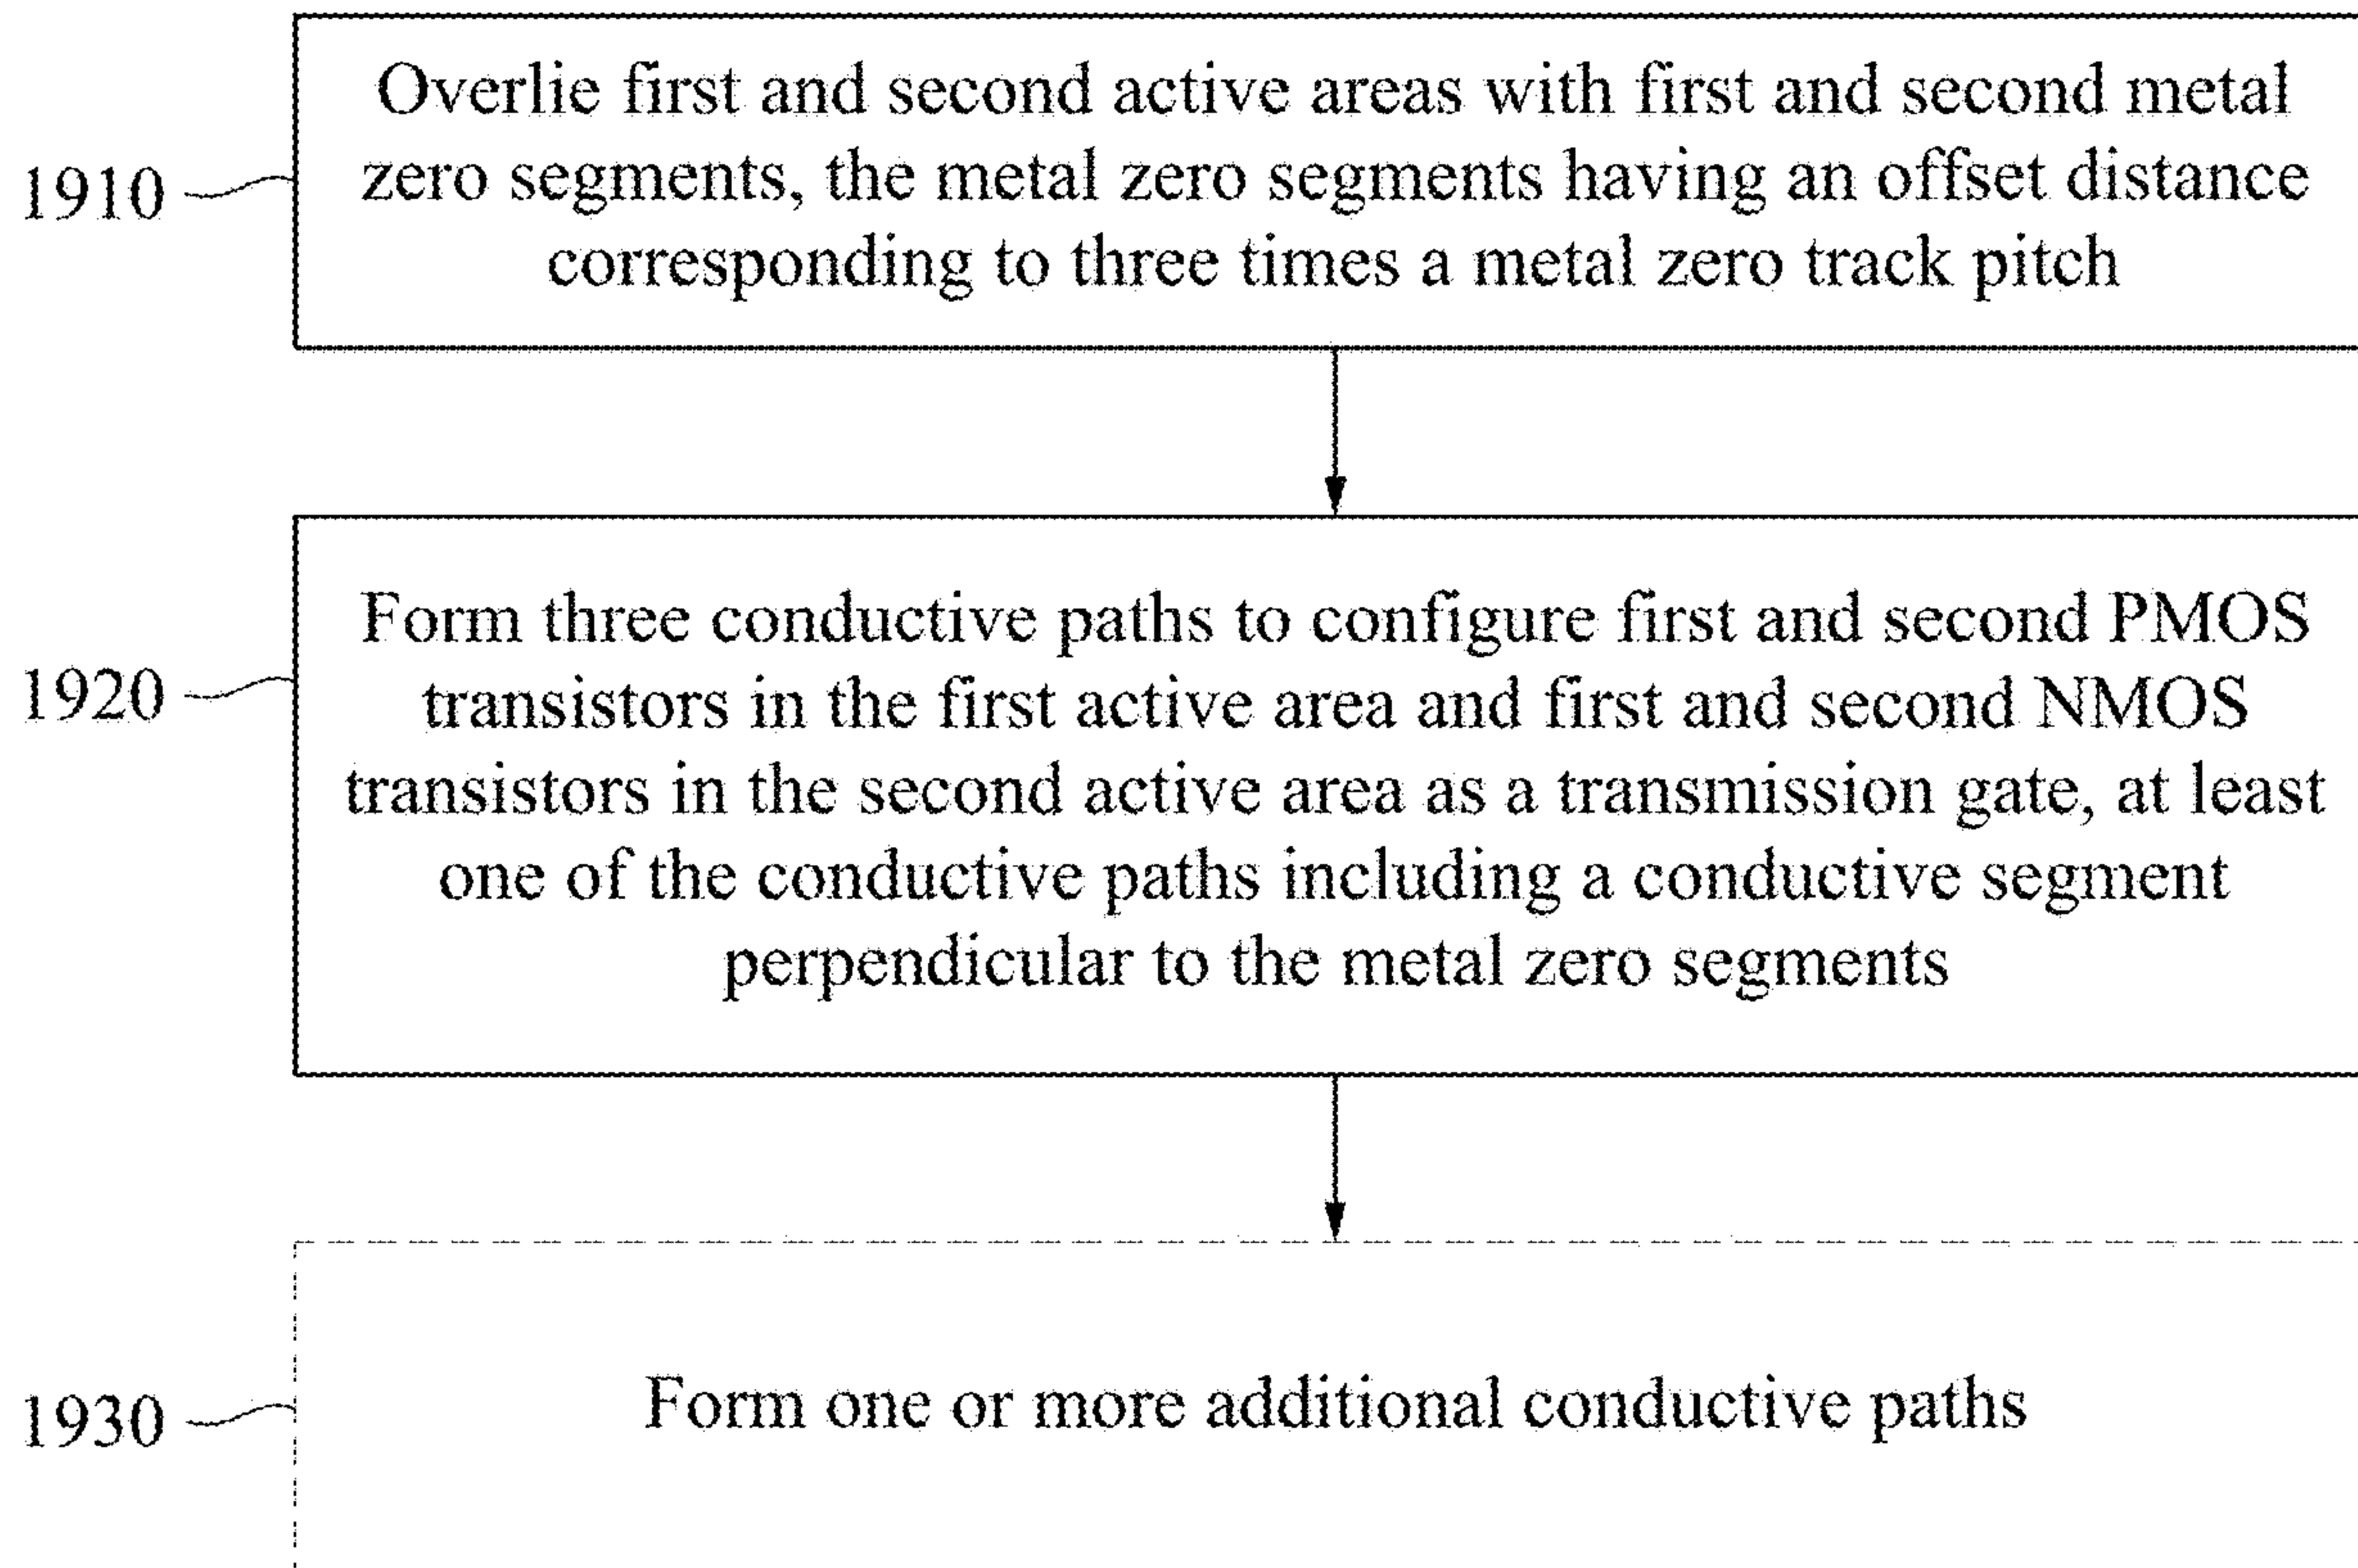 Overlie first and second active areas with first and second metal
zero segments, the metal zero segments having an offset distance
corresponding to three times a metal zero track pitch
1910
Form three conductive paths to configure first and second PMOS
transistors in the first active area and first and second NMOS
transistors in the second active area as a transmission gate, at least
one of the conductive paths including a conductive segment
perpendicular to the metal zero segments
1920
Form one or more additional conductive paths
1930